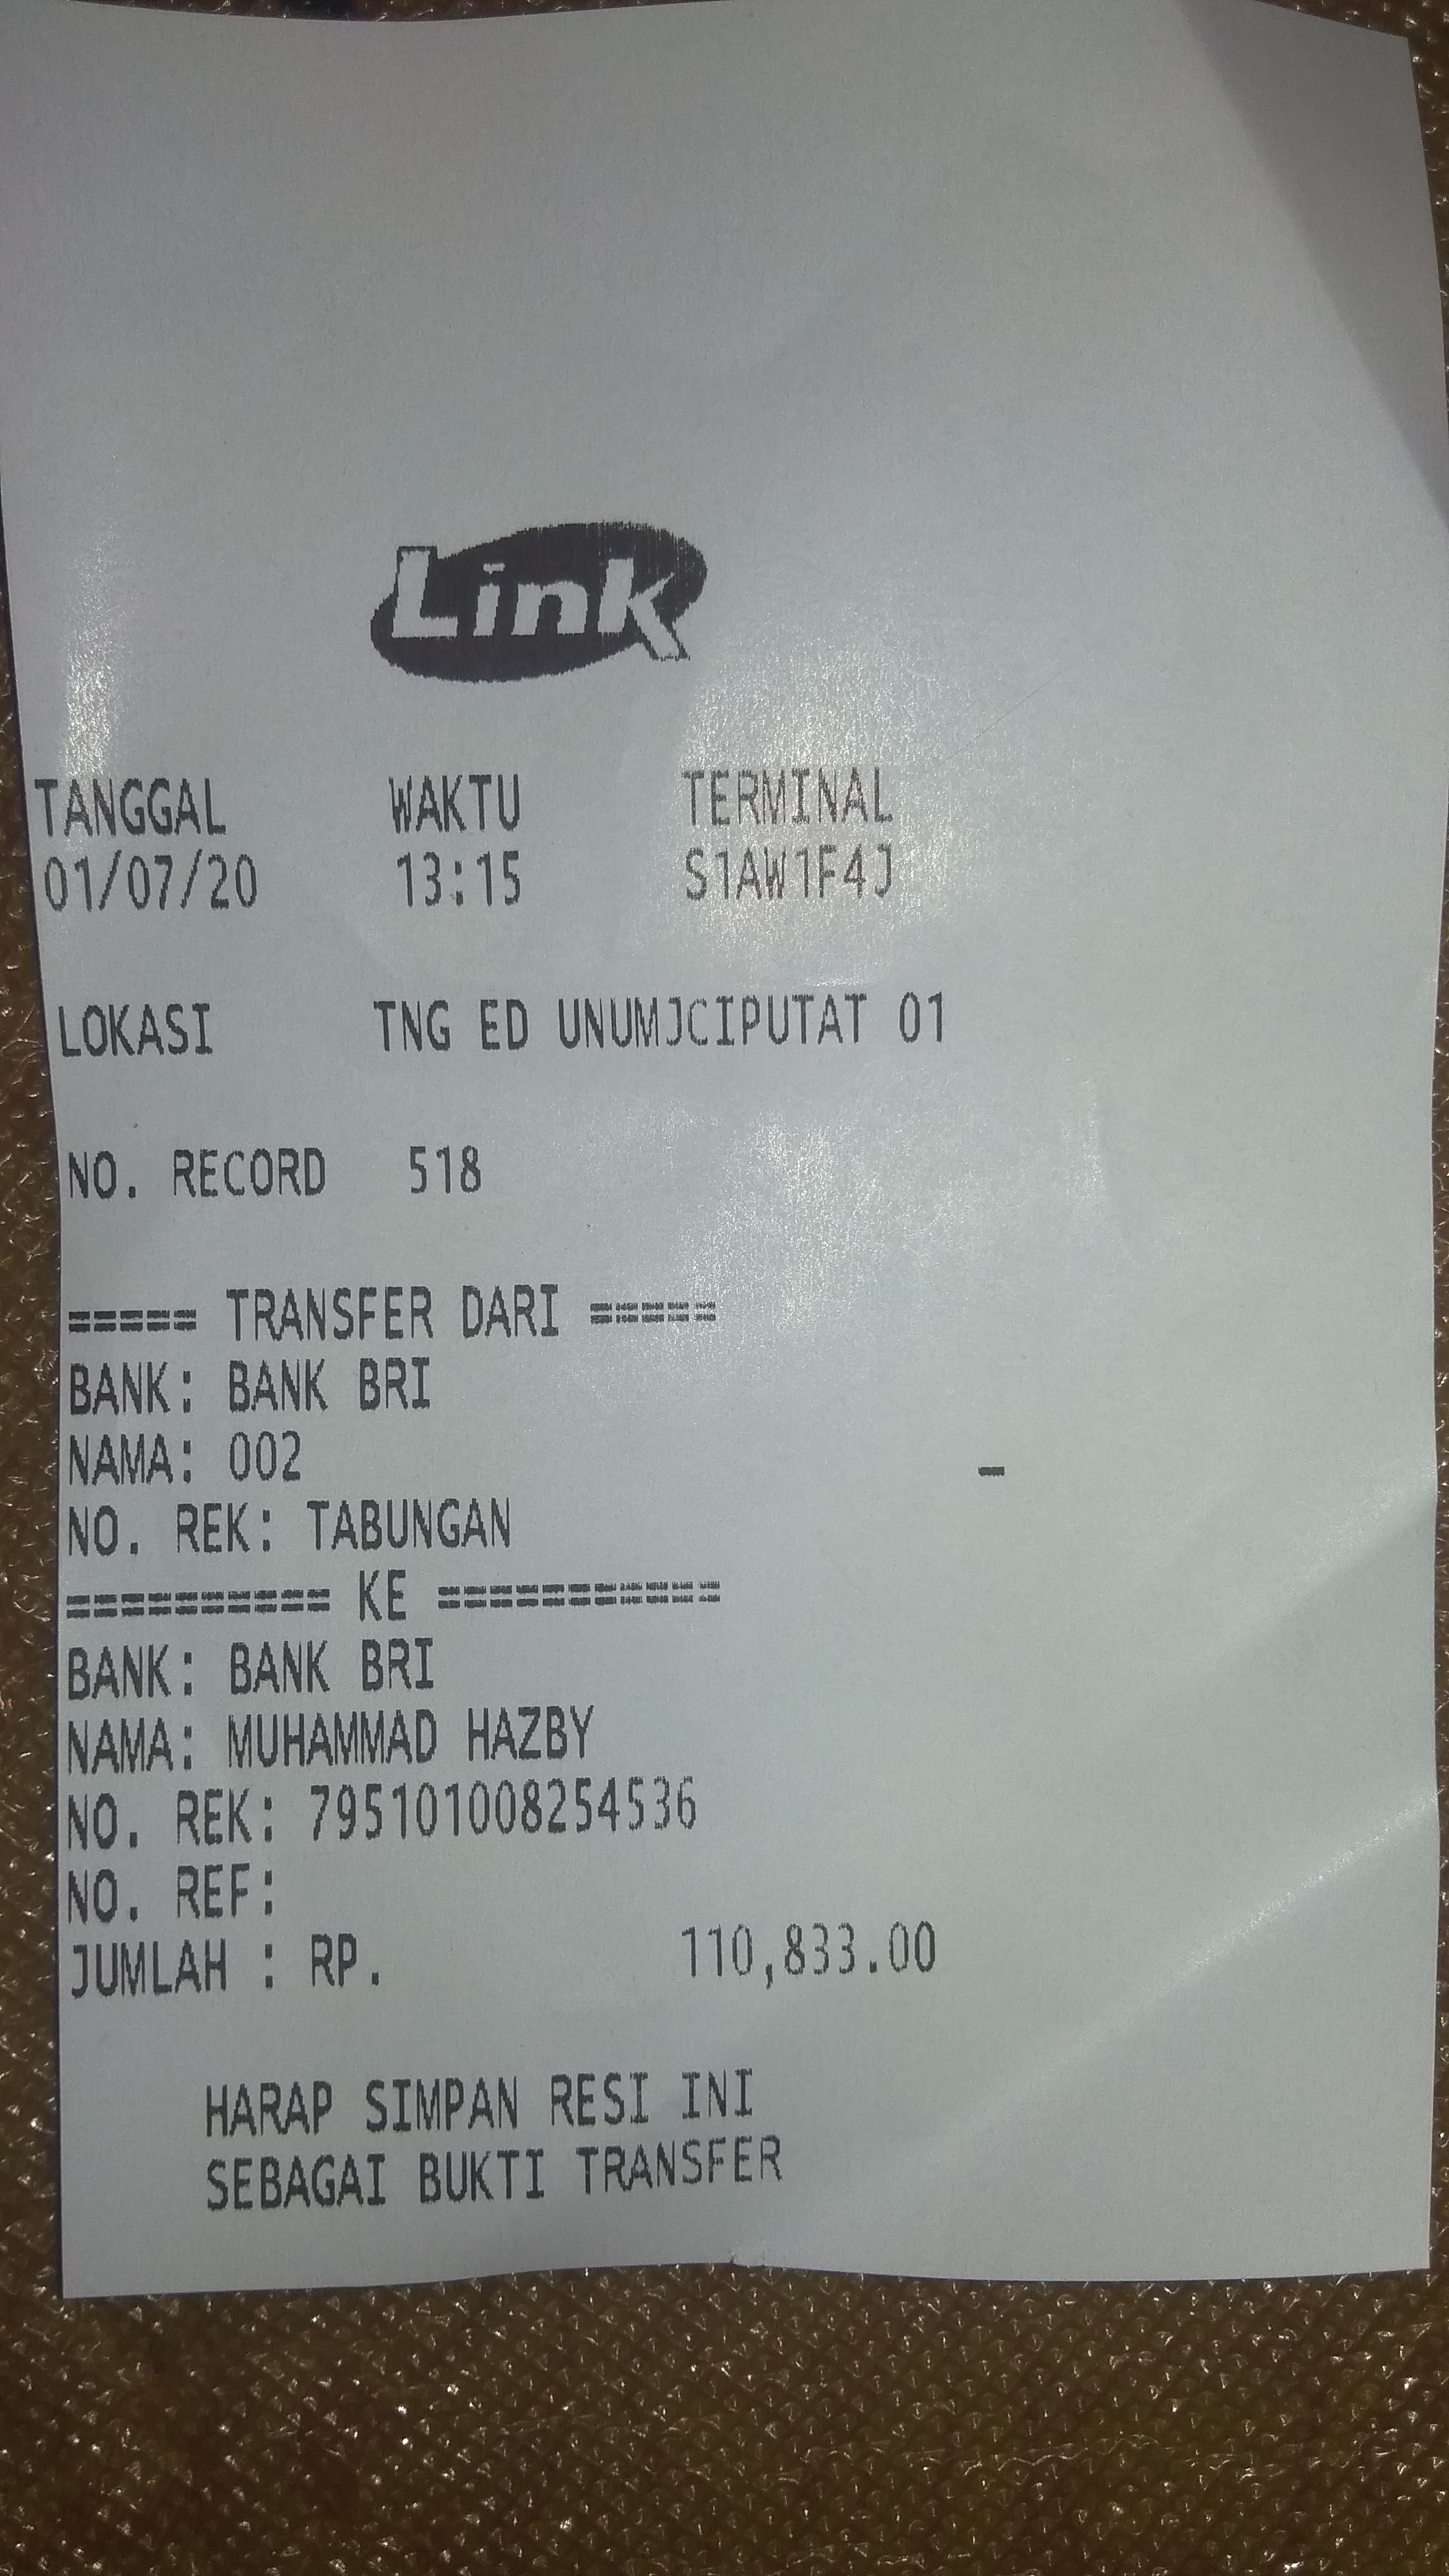 Link
TANGGAL WAKTU TERMINAL
01/07/20 13:15 S1AW1F4J
LOKASI TNG ED UNUMJCIPUTAT 01
NO. RECORD 518
===== TRANSFER DARI =====
BANK: BANK BRI
NAMA: 002 -
NO. REK: TABUNGAN
========== KE ===========
BANK: BANK BRI
NAMA: MUHAMMAD HAZBY
NO. REK: 795101008254536
NO. REF:
JUMLAH : RP. 110,833.00
HARAP SIMPAN RESI INI
SEBAGAI BUKTI TRANSFER